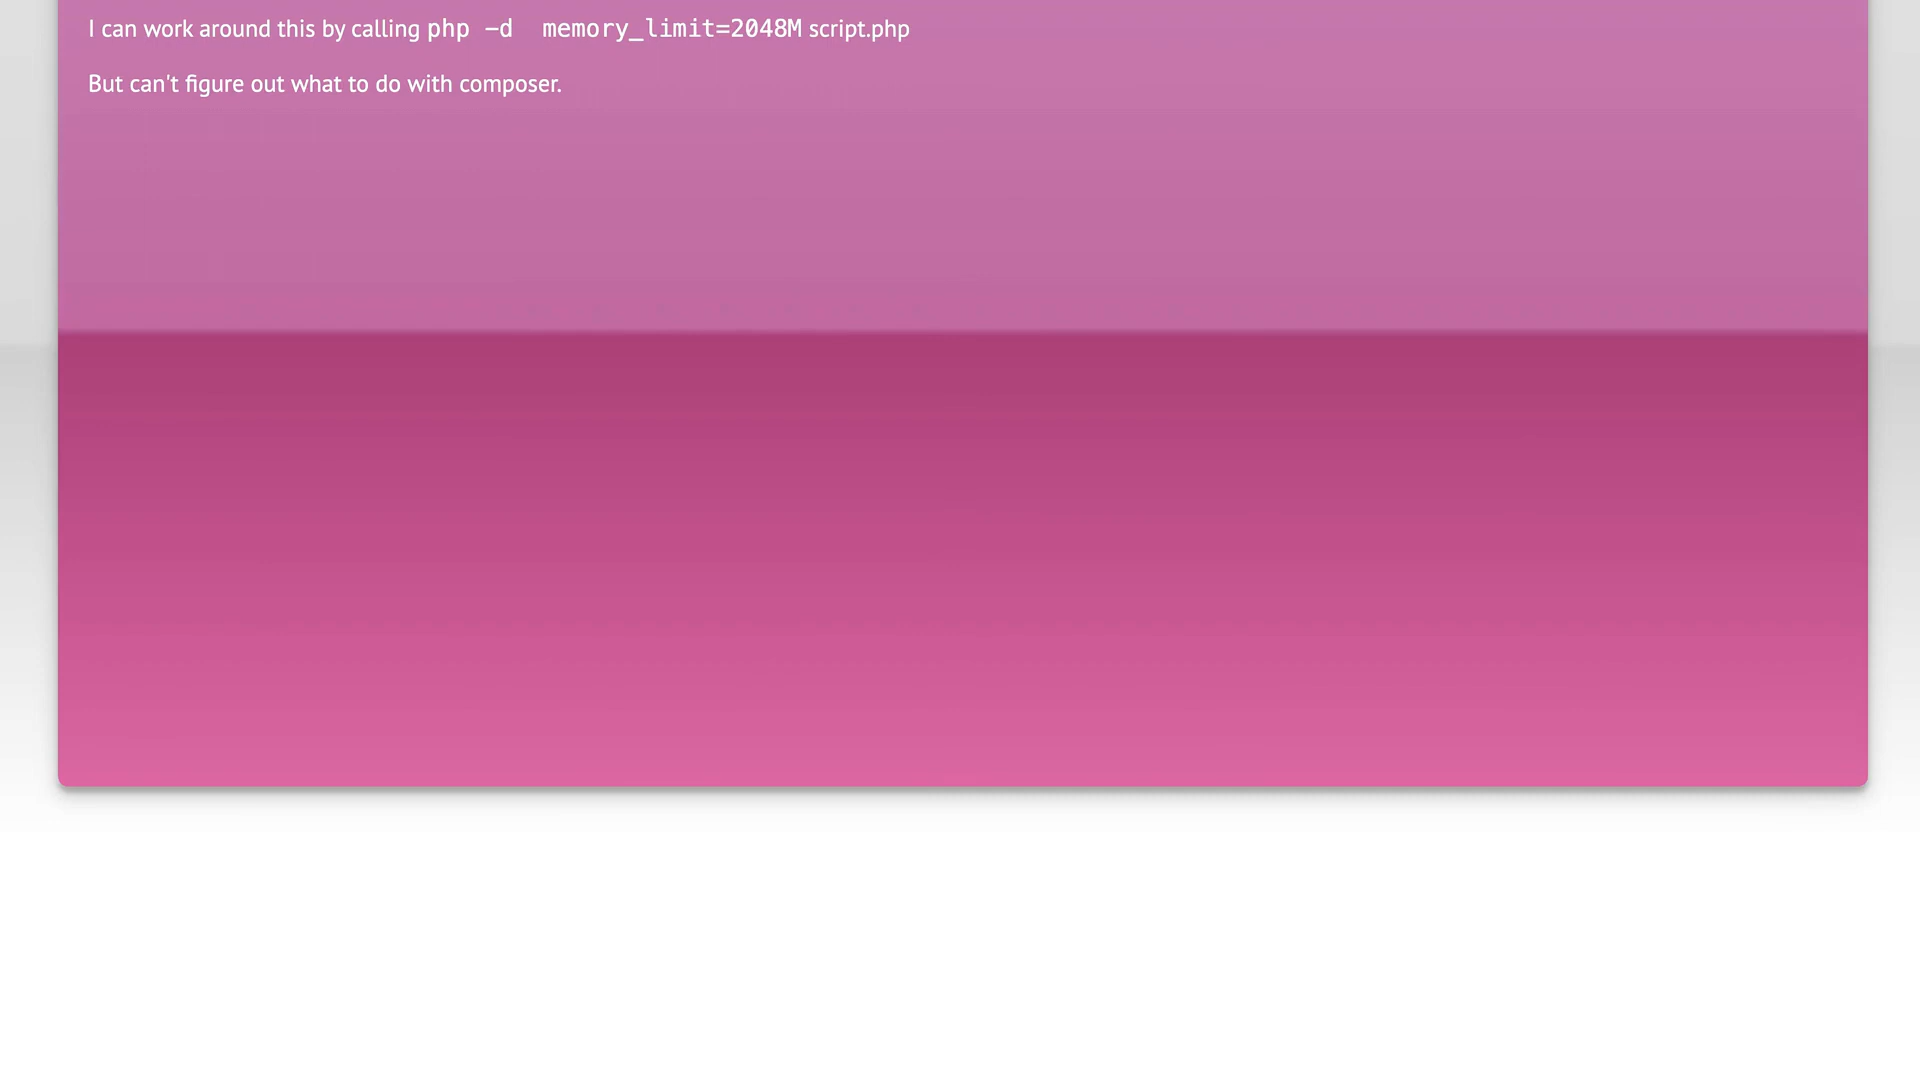 I can work around this by calling php -d  memory_limit=2048M script.php
But can't figure out what to do with composer.